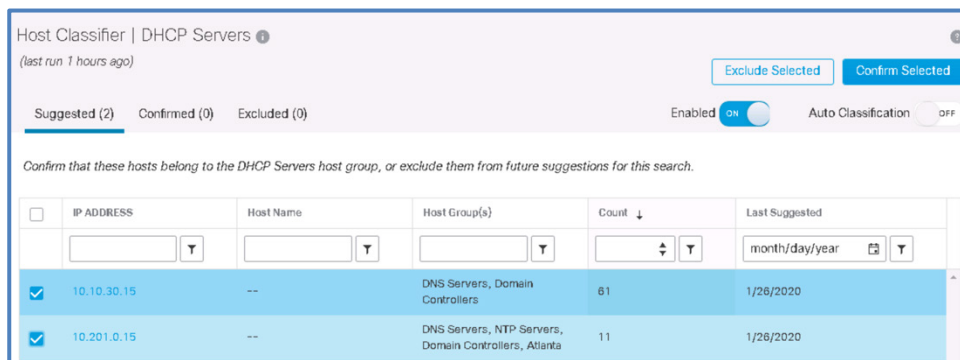 Host Classifier | DHCP Servers
(last run 1 hours ago)
Exclude Selected
Confirm Selected
Suggested (2)
Confirmed (0)
Excluded (0)
Enabled
ON
Auto Classification
OFF
Confirm that these hosts belong to the DHCP Servers host group, or exclude them from future suggestions for this search.
IP ADDRESS
Host Name
Host Group(s)
Count ↓
Last Suggested
month/day/year
10.10.30.15
--
DNS Servers, Domain
Controllers
61
1/26/2020
10.201.0.15
--
DNS Servers, NTP Servers,
Domain Controllers, Atlanta
11
1/26/2020